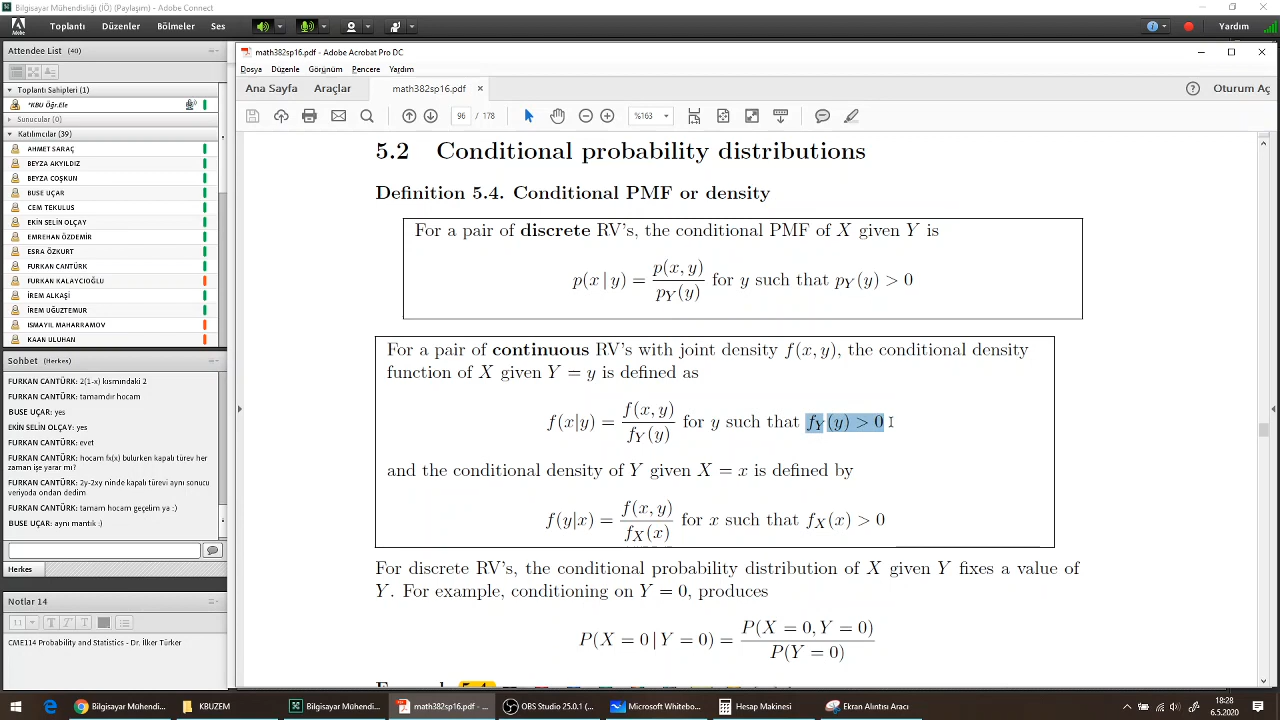 Bilgisayar Mühendisliği (İÖ) (Paylaşım) - Adobe Connect
Toplantı Düzenler Bölmeler Ses Yardım
Attendee List (40)
Toplantı Sahipleri (1)
*KBU Öğr.Ele
Sunucular (0)
Katılımcılar (39)
AHMET SARAÇ
BEYZA AKYILDIZ
BEYZA COŞKUN
BUSE UÇAR
CEM TEKULUS
EKİN SELİN OLÇAY
EMREHAN ÖZDEMİR
ESRA ÖZKURT
FURKAN CANTÜRK
FURKAN KALAYCIOĞLU
İREM ALKAŞİ
İREM UĞUZTEMUR
ISMAYIL MAHARRAMOV
KAAN ULUHAN
Sohbet (Herkes)
FURKAN CANTÜRK: 2(1-x) kısmındaki 2
FURKAN CANTÜRK: tamamdır hocam
BUSE UÇAR: yes
EKİN SELİN OLÇAY: yes
FURKAN CANTÜRK: evet
FURKAN CANTÜRK: hocam fx(x) bulurken kapalı türev her
zaman işe yarar mı?
FURKAN CANTÜRK: 2y-2xy ninde kapalı türevi aynı sonucu
veriyoda ondan dedim
FURKAN CANTÜRK: tamam hocam geçelim ya :)
BUSE UÇAR: aynı mantık :)
Herkes
Notlar 14
11 T T T
CME114 Probability and Statistics - Dr. İlker Türker
math382sp16.pdf - Adobe Acrobat Pro DC
Dosya Düzenle Görünüm Pencere Yardım
Ana Sayfa Araçlar math382sp16.pdf × Oturum Aç
96 / 178 %163
5.2 Conditional probability distributions
Definition 5.4. Conditional PMF or density
For a pair of discrete RV's, the conditional PMF of X given Y is
p(x | y) = p(x, y) / pY(y) for y such that pY(y) > 0
For a pair of continuous RV's with joint density f(x, y), the conditional density
function of X given Y = y is defined as
f(x|y) = f(x, y) / fY(y) for y such that fY(y) > 0
and the conditional density of Y given X = x is defined by
f(y|x) = f(x, y) / fX(x) for x such that fX(x) > 0
For discrete RV's, the conditional probability distribution of X given Y fixes a value of
Y. For example, conditioning on Y = 0, produces
P(X = 0 | Y = 0) = P(X = 0, Y = 0) / P(Y = 0)
5.4
Bilgisayar Mühendi... KBUZEM Bilgisayar Mühendi... math382sp16.pdf - ... OBS Studio 25.0.1 (... Microsoft Whitebo... Hesap Makinesi Ekran Alıntısı Aracı
18:28
6.5.2020